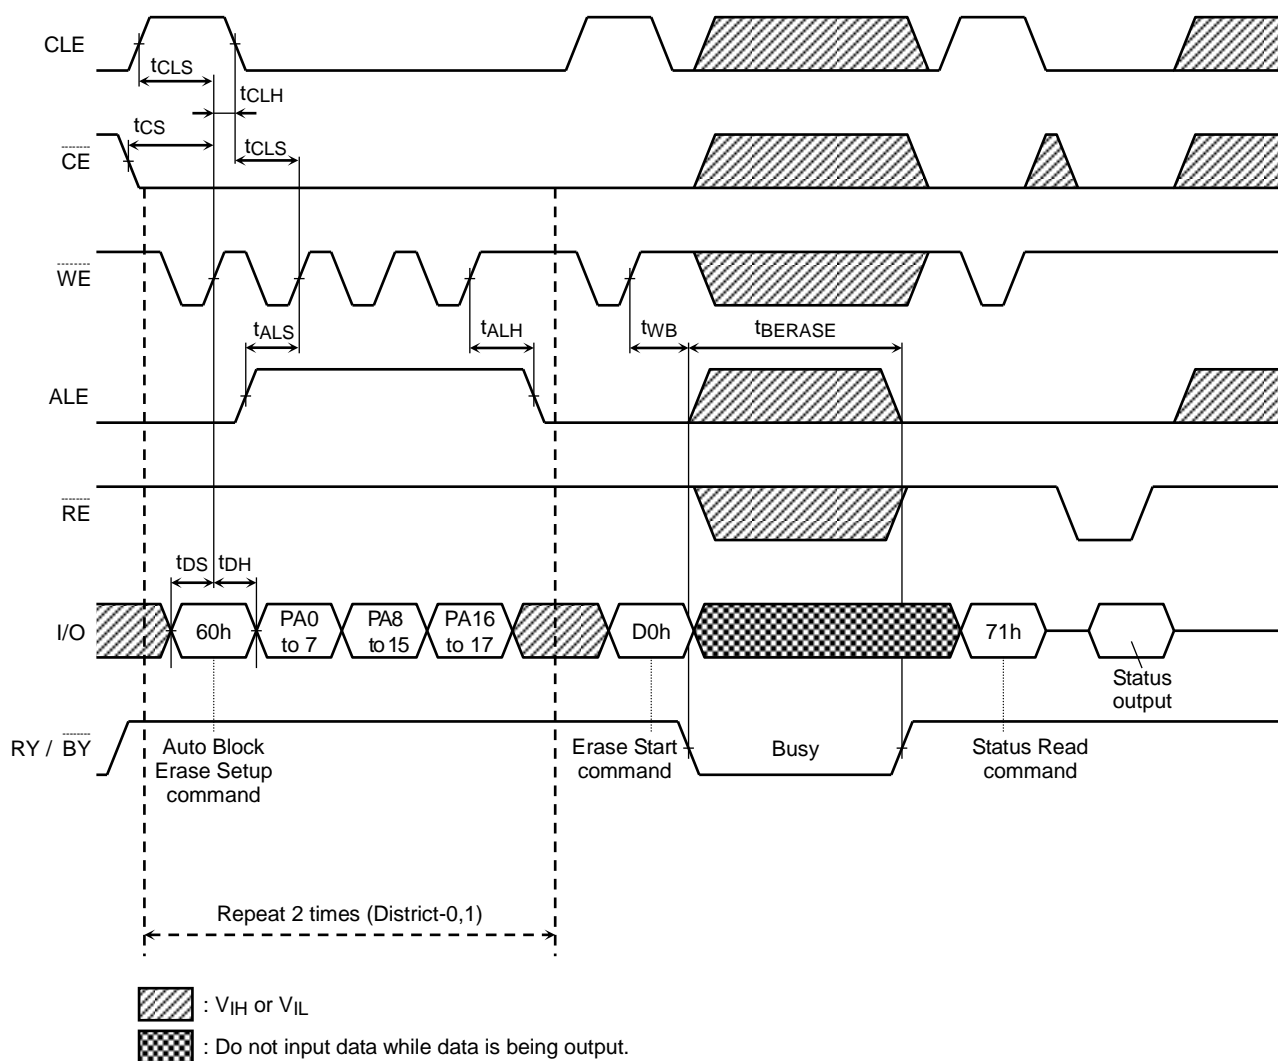 CLE
tCLS
tCLH
tCS
CE
tCLS
WE
tALS
tALH
tWB
tBERASE
ALE
RE
tDS
tDH
I/O
60h
PA0
to 7
PA8
to 15
PA16
to 17
D0h
71h
Status
output
RY / BY
Auto Block
Erase Setup
command
Erase Start
command
Busy
Status Read
command
Repeat 2 times (District-0,1)
: VIH or VIL
: Do not input data while data is being output.